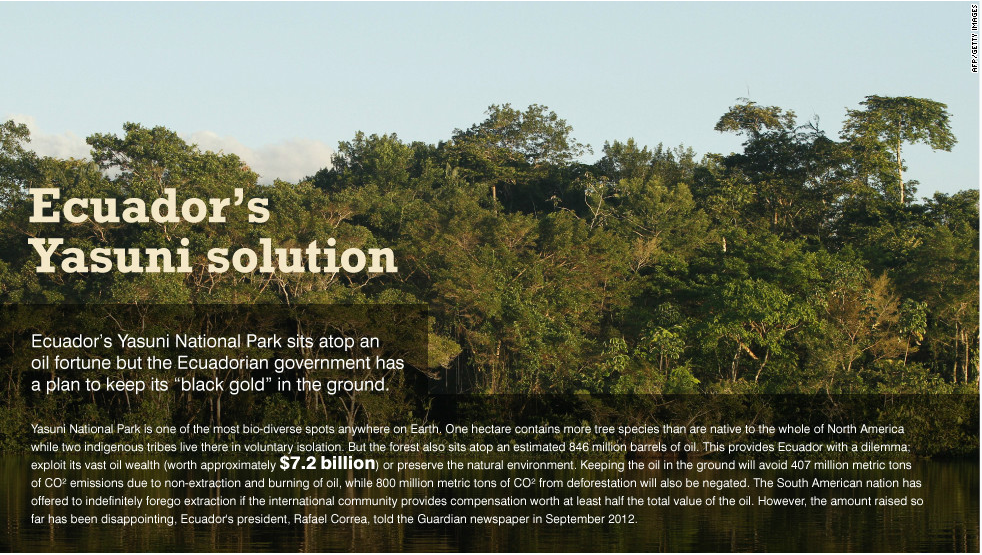 AFP/GETTY IMAGES
Ecuador’s
Yasuni solution
Ecuador’s Yasuni National Park sits atop an
oil fortune but the Ecuadorian government has
a plan to keep its “black gold” in the ground.
Yasuni National Park is one of the most bio-diverse spots anywhere on Earth. One hectare contains more tree species than are native to the whole of North America
while two indigenous tribes live there in voluntary isolation. But the forest also sits atop an estimated 846 million barrels of oil. This provides Ecuador with a dilemma;
exploit its vast oil wealth (worth approximately $7.2 billion) or preserve the natural environment. Keeping the oil in the ground will avoid 407 million metric tons
of CO² emissions due to non-extraction and burning of oil, while 800 million metric tons of CO² from deforestation will also be negated. The South American nation has
offered to indefinitely forego extraction if the international community provides compensation worth at least half the total value of the oil. However, the amount raised so
far has been disappointing, Ecuador's president, Rafael Correa, told the Guardian newspaper in September 2012.